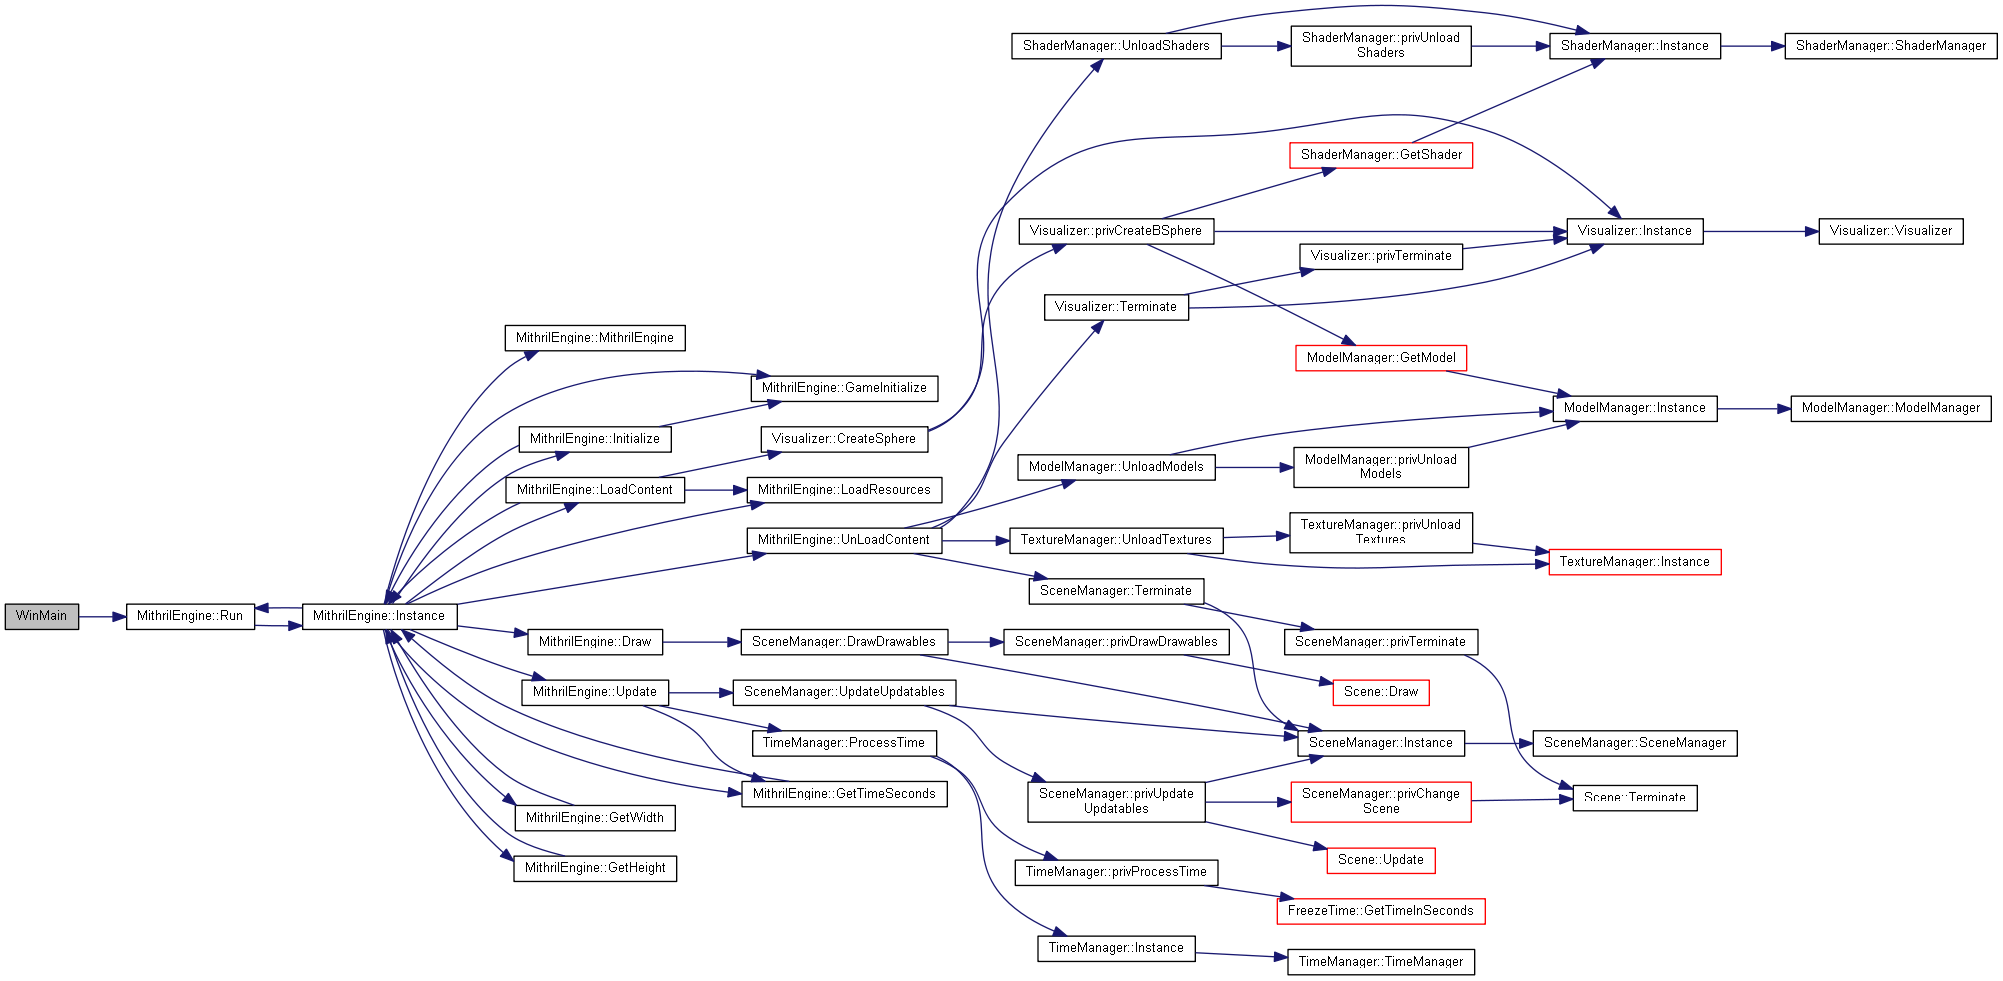 WinMain
MithrilEngine::Run
MithrilEngine::Instance
MithrilEngine::MithrilEngine
MithrilEngine::GameInitialize
MithrilEngine::Initialize
Visualizer::CreateSphere
MithrilEngine::LoadContent
MithrilEngine::LoadResources
MithrilEngine::UnLoadContent
MithrilEngine::Draw
SceneManager::DrawDrawables
MithrilEngine::Update
SceneManager::UpdateUpdatables
TimeManager::ProcessTime
MithrilEngine::GetTimeSeconds
MithrilEngine::GetWidth
MithrilEngine::GetHeight
ShaderManager::UnloadShaders
ShaderManager::privUnload
Shaders
ShaderManager::Instance
ShaderManager::ShaderManager
ShaderManager::GetShader
Visualizer::privCreateBSphere
Visualizer::Instance
Visualizer::Visualizer
Visualizer::privTerminate
Visualizer::Terminate
ModelManager::GetModel
ModelManager::Instance
ModelManager::ModelManager
ModelManager::UnloadModels
ModelManager::privUnload
Models
TextureManager::UnloadTextures
TextureManager::privUnload
Textures
TextureManager::Instance
SceneManager::Terminate
SceneManager::privDrawDrawables
SceneManager::privTerminate
Scene::Draw
SceneManager::Instance
SceneManager::SceneManager
SceneManager::privUpdate
Updatables
SceneManager::privChange
Scene
Scene::Terminate
Scene::Update
TimeManager::privProcessTime
FreezeTime::GetTimeInSeconds
TimeManager::Instance
TimeManager::TimeManager